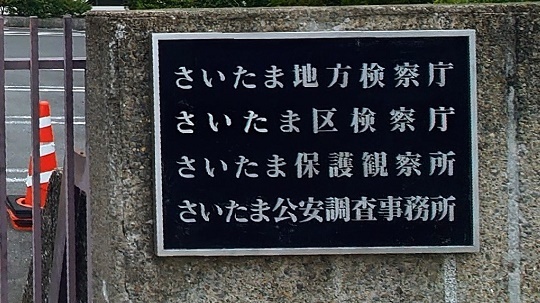 さいたま地方検察庁
さいたま区検察庁
さいたま保護観察所
さいたま公安調査事務所